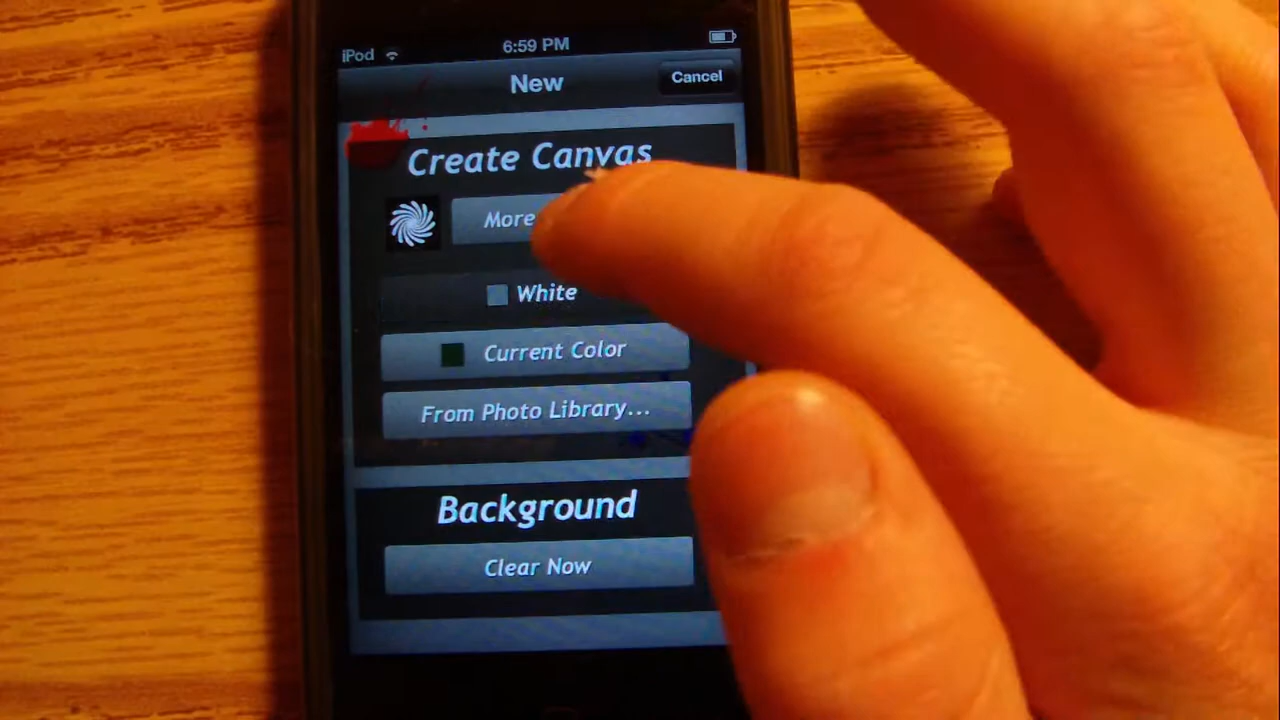 iPod 6:59 PM
New
Cancel
Create Canvas
More
White
Current Color
From Photo Library...
Background
Clear Now